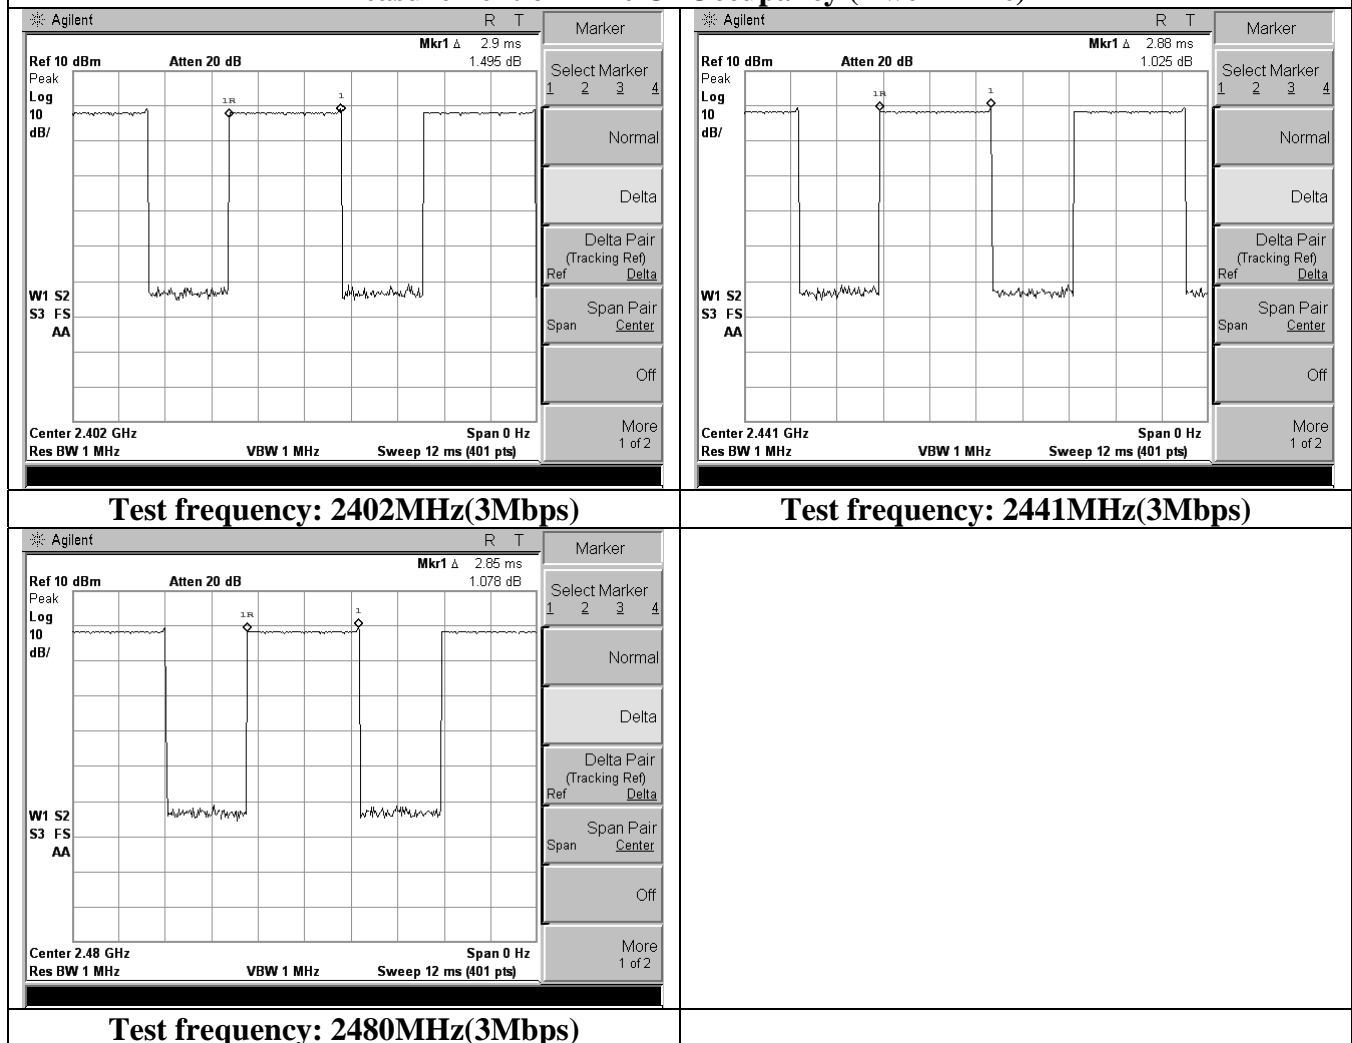 Occupancy
Agilent R T
Mkr1 Δ 2.9 ms
Ref 10 dBm Atten 20 dB 1.495 dB
Peak
Log
10
dB/
1R 1
W1 S2
S3 FS
AA
Center 2.402 GHz Span 0 Hz
Res BW 1 MHz VBW 1 MHz Sweep 12 ms (401 pts)
Marker
Select Marker
1 2 3 4
Normal
Delta
Delta Pair
(Tracking Ref)
Ref Delta
Span Pair
Span Center
Off
More
1 of 2
Agilent R T
Mkr1 Δ 2.88 ms
Ref 10 dBm Atten 20 dB 1.025 dB
Peak
Log
10
dB/
1R 1
W1 S2
S3 FS
AA
Center 2.441 GHz Span 0 Hz
Res BW 1 MHz VBW 1 MHz Sweep 12 ms (401 pts)
Marker
Select Marker
1 2 3 4
Normal
Delta
Delta Pair
(Tracking Ref)
Ref Delta
Span Pair
Span Center
Off
More
1 of 2
Test frequency: 2402MHz(3Mbps)
Test frequency: 2441MHz(3Mbps)
Agilent R T
Mkr1 Δ 2.85 ms
Ref 10 dBm Atten 20 dB 1.078 dB
Peak
Log
10
dB/
1R 1
W1 S2
S3 FS
AA
Center 2.48 GHz Span 0 Hz
Res BW 1 MHz VBW 1 MHz Sweep 12 ms (401 pts)
Marker
Select Marker
1 2 3 4
Normal
Delta
Delta Pair
(Tracking Ref)
Ref Delta
Span Pair
Span Center
Off
More
1 of 2
Test frequency: 2480MHz(3Mbps)